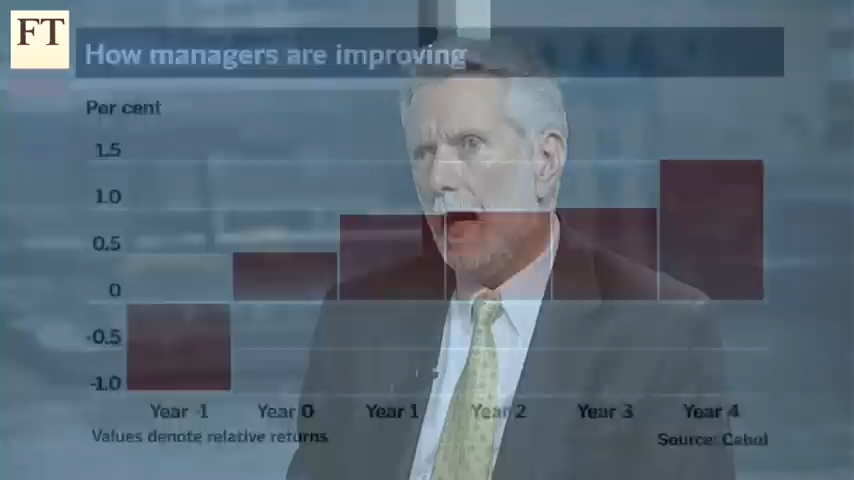 FT
How managers are improving
Per cent
1.5
1.0
0.5
0
-0.5
-1.0
Year -1 Year 0 Year 1 Year 2 Year 3 Year 4
Values denote relative returns Source: Cabol